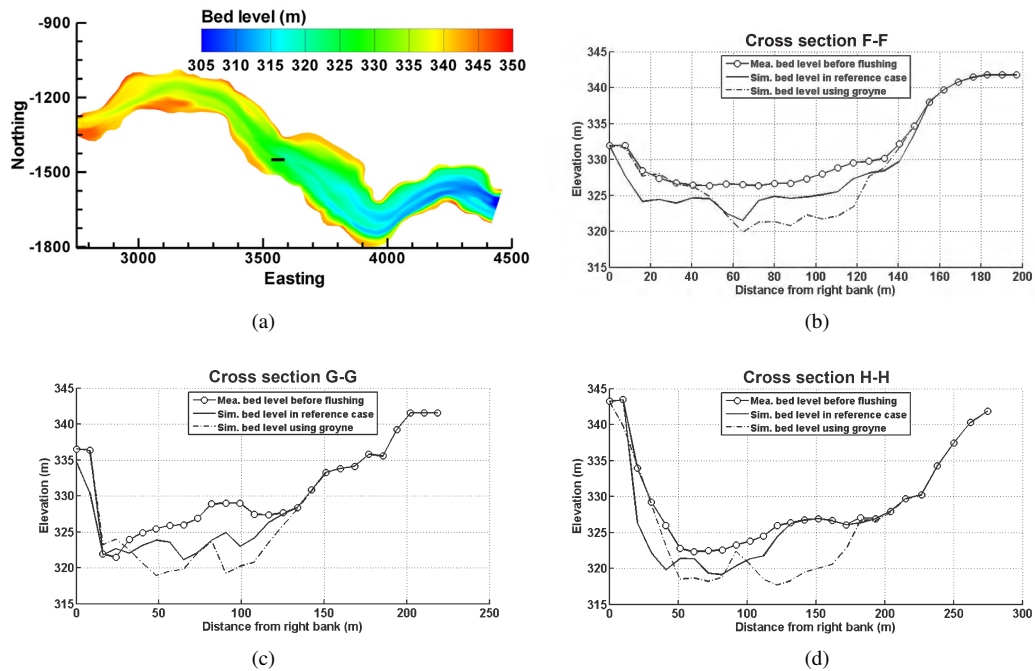 Bed level (m)
305 310 315 320 325 330 335 340 345 350
-900
-1200
-1500
-1800
Northing
3000 3500 4000 4500
Easting
(a)
Cross section F-F
Mea. bed level before flushing
Sim. bed level in reference case
Sim. bed level using groyne
345
340
335
330
325
320
315
Elevation (m)
0 20 40 60 80 100 120 140 160 180 200
Distance from right bank (m)
(b)
Cross section G-G
Mea. bed level before flushing
Sim. bed level in reference case
Sim. bed level using groyne
345
340
335
330
325
320
315
Elevation (m)
0 50 100 150 200 250
Distance from right bank (m)
(c)
Cross section H-H
Mea. bed level before flushing
Sim. bed level in reference case
Sim. bed level using groyne
345
340
335
330
325
320
315
Elevation (m)
0 50 100 150 200 250 300
Distance from right bank (m)
(d)